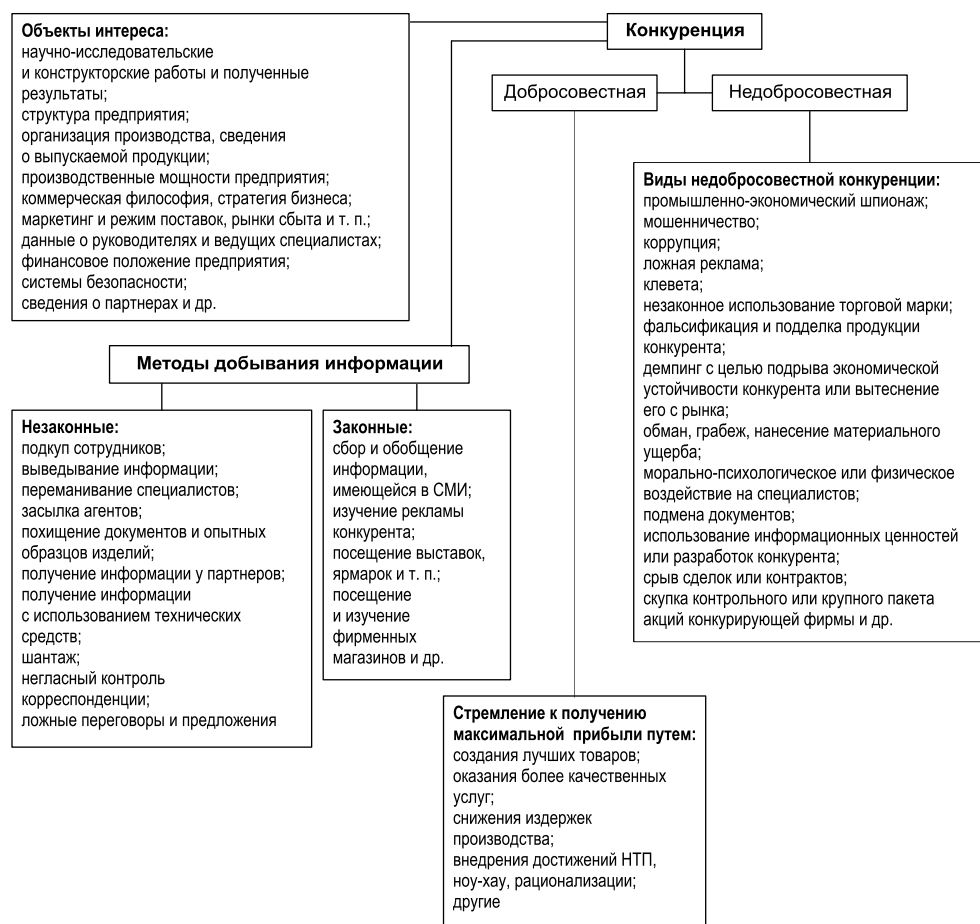 Конкуренция
Добросовестная
Недобросовестная
Объекты интереса:
научно-исследовательские
и конструкторские работы и полученные
результаты;
структура предприятия;
организация производства, сведения
о выпускаемой продукции;
производственные мощности предприятия;
коммерческая философия, стратегия бизнеса;
маркетинг и режим поставок, рынки сбыта и т. п.;
данные о руководителях и ведущих специалистах;
финансовое положение предприятия;
системы безопасности;
сведения о партнерах и др.
Виды недобросовестной конкуренции:
промышленно-экономический шпионаж;
мошенничество;
коррупция;
ложная реклама;
клевета;
незаконное использование торговой марки;
фальсификация и подделка продукции
конкурента;
демпинг с целью подрыва экономической
устойчивости конкурента или вытеснение
его с рынка;
обман, грабеж, нанесение материального
ущерба;
морально-психологическое или физическое
воздействие на специалистов;
подмена документов;
использование информационных ценностей
или разработок конкурента;
срыв сделок или контрактов;
скупка контрольного или крупного пакета
акций конкурирующей фирмы и др.
Методы добывания информации
Незаконные:
подкуп сотрудников;
выведывание информации;
переманивание специалистов;
засылка агентов;
похищение документов и опытных
образцов изделий;
получение информации у партнеров;
получение информации
с использованием технических
средств;
шантаж;
негласный контроль
корреспонденции;
ложные переговоры и предложения
Законные:
сбор и обобщение
информации,
имеющейся в СМИ;
изучение рекламы
конкурента;
посещение выставок,
ярмарок и т. п.;
посещение
и изучение
фирменных
магазинов и др.
Стремление к получению
максимальной прибыли путем:
создания лучших товаров;
оказания более качественных
услуг;
снижения издержек
производства;
внедрения достижений НТП,
ноу-хау, рационализации;
другие